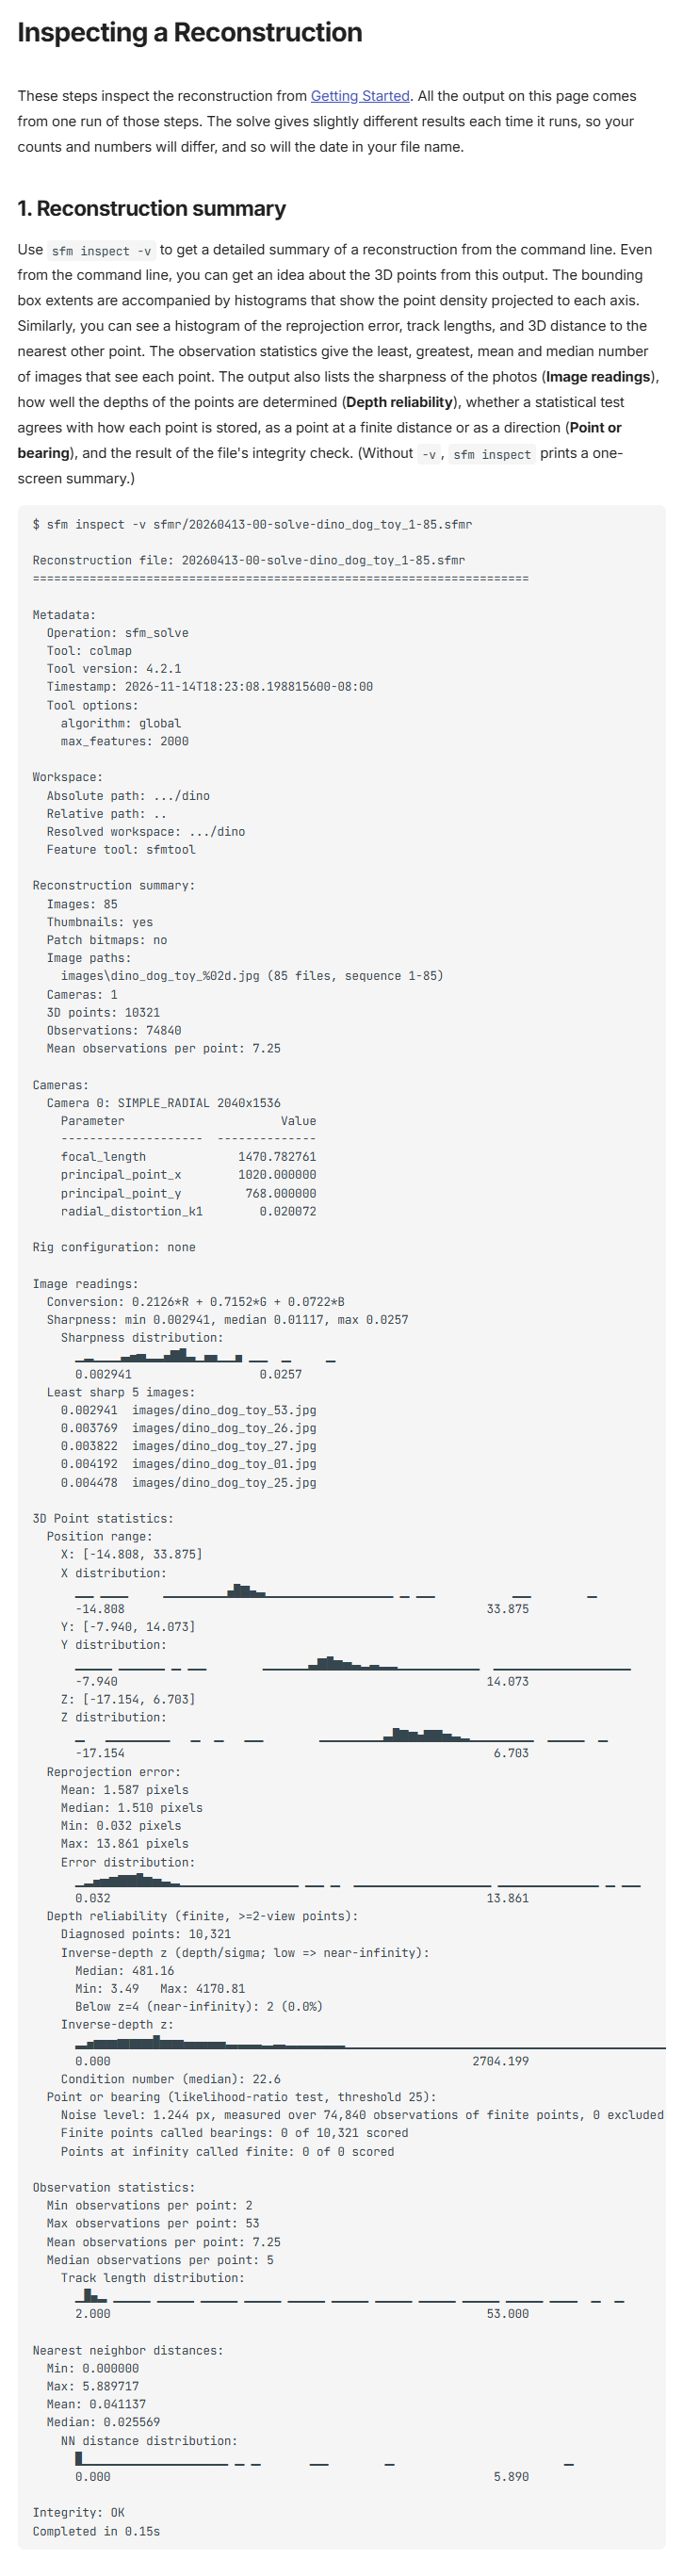 Inspecting a Reconstruction
These steps inspect the reconstruction from Getting Started. All the output on this page comes
from one run of those steps. The solve gives slightly different results each time it runs, so your
counts and numbers will differ, and so will the date in your file name.
1. Reconstruction summary
Use sfm inspect -v to get a detailed summary of a reconstruction from the command line. Even
from the command line, you can get an idea about the 3D points from this output. The bounding
box extents are accompanied by histograms that show the point density projected to each axis.
Similarly, you can see a histogram of the reprojection error, track lengths, and 3D distance to the
nearest other point. The observation statistics give the least, greatest, mean and median number
of images that see each point. The output also lists the sharpness of the photos (Image readings),
how well the depths of the points are determined (Depth reliability), whether a statistical test
agrees with how each point is stored, as a point at a finite distance or as a direction (Point or
bearing), and the result of the file's integrity check. (Without -v, sfm inspect prints a one-
screen summary.)
$ sfm inspect -v sfmr/20260413-00-solve-dino_dog_toy_1-85.sfmr
Reconstruction file: 20260413-00-solve-dino_dog_toy_1-85.sfmr
======================================================================
Metadata:
Operation: sfm_solve
Tool: colmap
Tool version: 4.2.1
Timestamp: 2026-11-14T18:23:08.198815600-08:00
Tool options:
algorithm: global
max_features: 2000
Workspace:
Absolute path: .../dino
Relative path: ..
Resolved workspace: .../dino
Feature tool: sfmtool
Reconstruction summary:
Images: 85
Thumbnails: yes
Patch bitmaps: no
Image paths:
images\dino_dog_toy_%02d.jpg (85 files, sequence 1-85)
Cameras: 1
3D points: 10321
Observations: 74840
Mean observations per point: 7.25
Cameras:
Camera 0: SIMPLE_RADIAL 2040x1536
Parameter Value
-------------------- --------------
focal_length 1470.782761
principal_point_x 1020.000000
principal_point_y 768.000000
radial_distortion_k1 0.020072
Rig configuration: none
Image readings:
Conversion: 0.2126*R + 0.7152*G + 0.0722*B
Sharpness: min 0.002941, median 0.01117, max 0.0257
Sharpness distribution:
0.002941 0.0257
Least sharp 5 images:
0.002941 images/dino_dog_toy_53.jpg
0.003769 images/dino_dog_toy_26.jpg
0.003822 images/dino_dog_toy_27.jpg
0.004192 images/dino_dog_toy_01.jpg
0.004478 images/dino_dog_toy_25.jpg
3D Point statistics:
Position range:
X: [-14.808, 33.875]
X distribution:
-14.808 33.875
Y: [-7.940, 14.073]
Y distribution:
-7.940 14.073
Z: [-17.154, 6.703]
Z distribution:
-17.154 6.703
Reprojection error:
Mean: 1.587 pixels
Median: 1.510 pixels
Min: 0.032 pixels
Max: 13.861 pixels
Error distribution:
0.032 13.861
Depth reliability (finite, >=2-view points):
Diagnosed points: 10,321
Inverse-depth z (depth/sigma; low => near-infinity):
Median: 481.16
Min: 3.49 Max: 4170.81
Below z=4 (near-infinity): 2 (0.0%)
Inverse-depth z:
0.000 2704.199
Condition number (median): 22.6
Point or bearing (likelihood-ratio test, threshold 25):
Noise level: 1.244 px, measured over 74,840 observations of finite points, 0 excluded
Finite points called bearings: 0 of 10,321 scored
Points at infinity called finite: 0 of 0 scored
Observation statistics:
Min observations per point: 2
Max observations per point: 53
Mean observations per point: 7.25
Median observations per point: 5
Track length distribution:
2.000 53.000
Nearest neighbor distances:
Min: 0.000000
Max: 5.889717
Mean: 0.041137
Median: 0.025569
NN distance distribution:
0.000 5.890
Integrity: OK
Completed in 0.15s